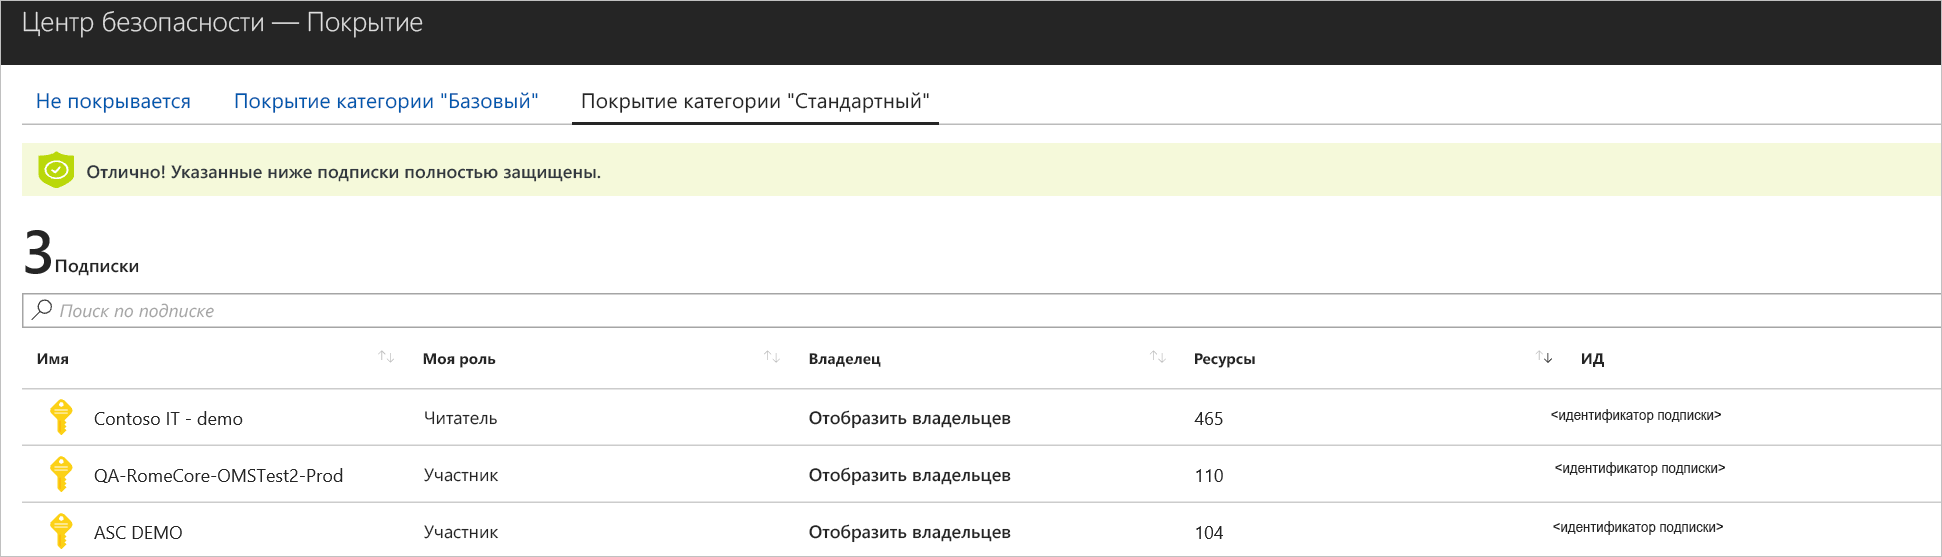 Центр безопасности — Покрытие
Не покрывается Покрытие категории "Базовый" Покрытие категории "Стандартный"
Отлично! Указанные ниже подписки полностью защищены.
3 Подписки
Поиск по подписке
Имя Моя роль Владелец Ресурсы ИД
Contoso IT - demo Читатель Отобразить владельцев 465 <идентификатор подписки>
QA-RomeCore-OMSTest2-Prod Участник Отобразить владельцев 110 <идентификатор подписки>
ASC DEMO Участник Отобразить владельцев 104 <идентификатор подписки>